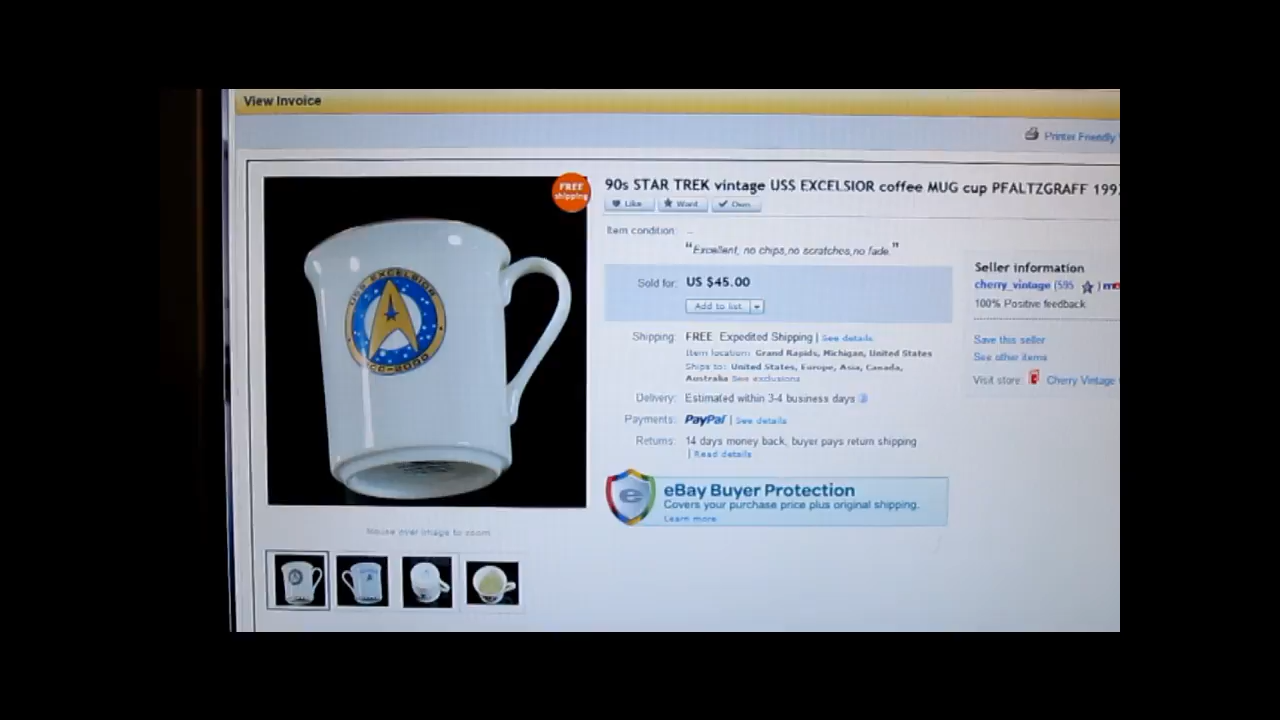 View Invoice
Printer Friendly
FREE shipping
90s STAR TREK vintage USS EXCELSIOR coffee MUG cup PFALTZGRAFF 199
Like Want Own
Item condition: --
"Excellent, no chips,no scratches,no fade."
Sold for: US $45.00
Add to list
Shipping: FREE Expedited Shipping | See details
Item location: Grand Rapids, Michigan, United States
Ships to: United States, Europe, Asia, Canada,
Australia See exclusions
Delivery: Estimated within 3-4 business days
Payments: PayPal | See details
Returns: 14 days money back, buyer pays return shipping
| Read details
eBay Buyer Protection
Covers your purchase price plus original shipping.
Learn more
Seller information
cherry_vintage (595 ) me
100% Positive feedback
Save this seller
See other items
Visit store: Cherry Vintage
USS EXCELSIOR
NCC-2000
Mouse over image to zoom